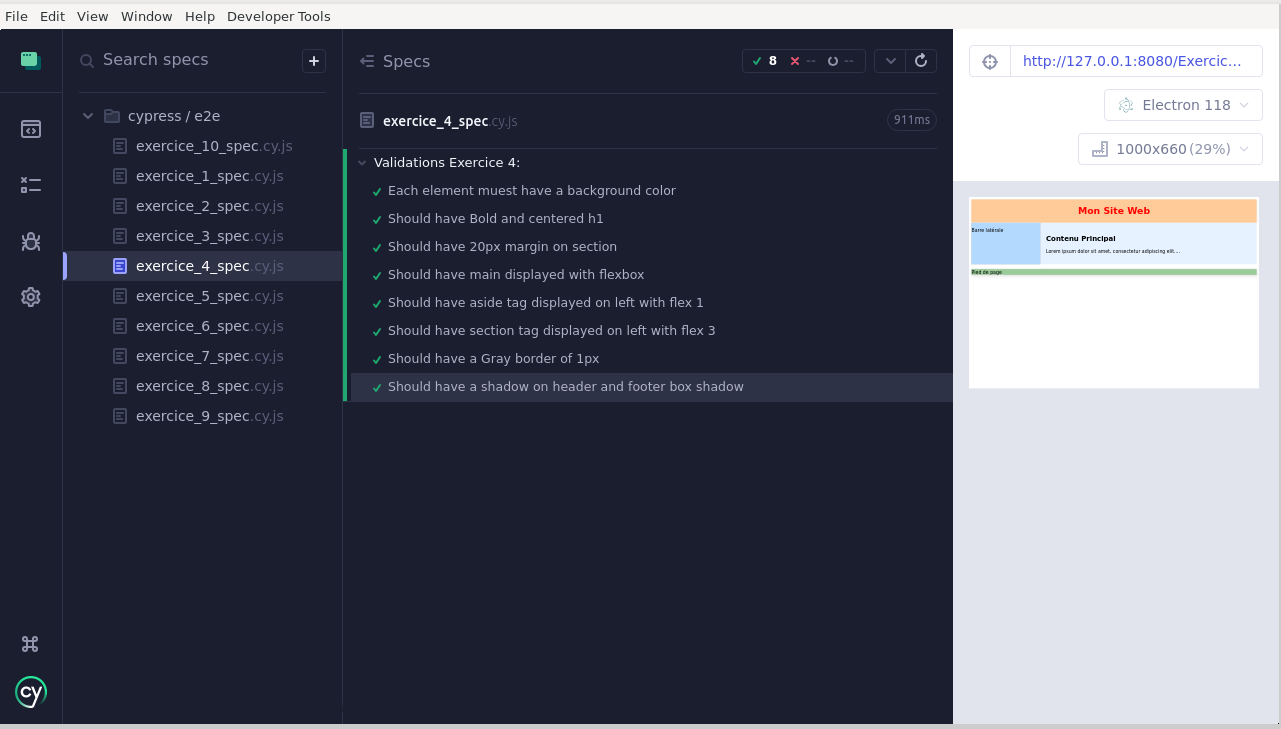 File Edit View Window Help Developer Tools
Search specs
+
cypress / e2e
exercice_10_spec.cy.js
exercice_1_spec.cy.js
exercice_2_spec.cy.js
exercice_3_spec.cy.js
exercice_4_spec.cy.js
exercice_5_spec.cy.js
exercice_6_spec.cy.js
exercice_7_spec.cy.js
exercice_8_spec.cy.js
exercice_9_spec.cy.js
cy
Specs
8 -- --
exercice_4_spec.cy.js 911ms
Validations Exercice 4:
Each element muest have a background color
Should have Bold and centered h1
Should have 20px margin on section
Should have main displayed with flexbox
Should have aside tag displayed on left with flex 1
Should have section tag displayed on left with flex 3
Should have a Gray border of 1px
Should have a shadow on header and footer box shadow
http://127.0.0.1:8080/Exercic...
Electron 118
1000x660 (29%)
Mon Site Web
Barre latérale
Contenu Principal
Lorem ipsum dolor sit amet, consectetur adipiscing elit....
Pied de page